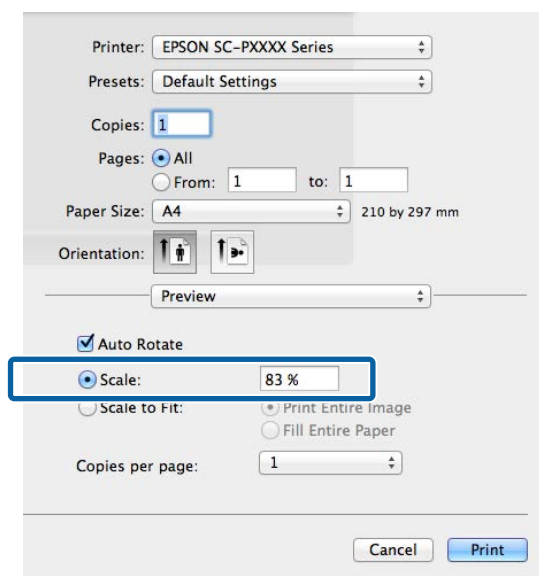 Printer: EPSON SC-PXXXX Series
Presets: Default Settings
Copies: 1
Pages: All
From: 1 to: 1
Paper Size: A4 210 by 297 mm
Orientation:
Preview
Auto Rotate
Scale: 83 %
Scale to Fit: Print Entire Image
Fill Entire Paper
Copies per page: 1
Cancel Print